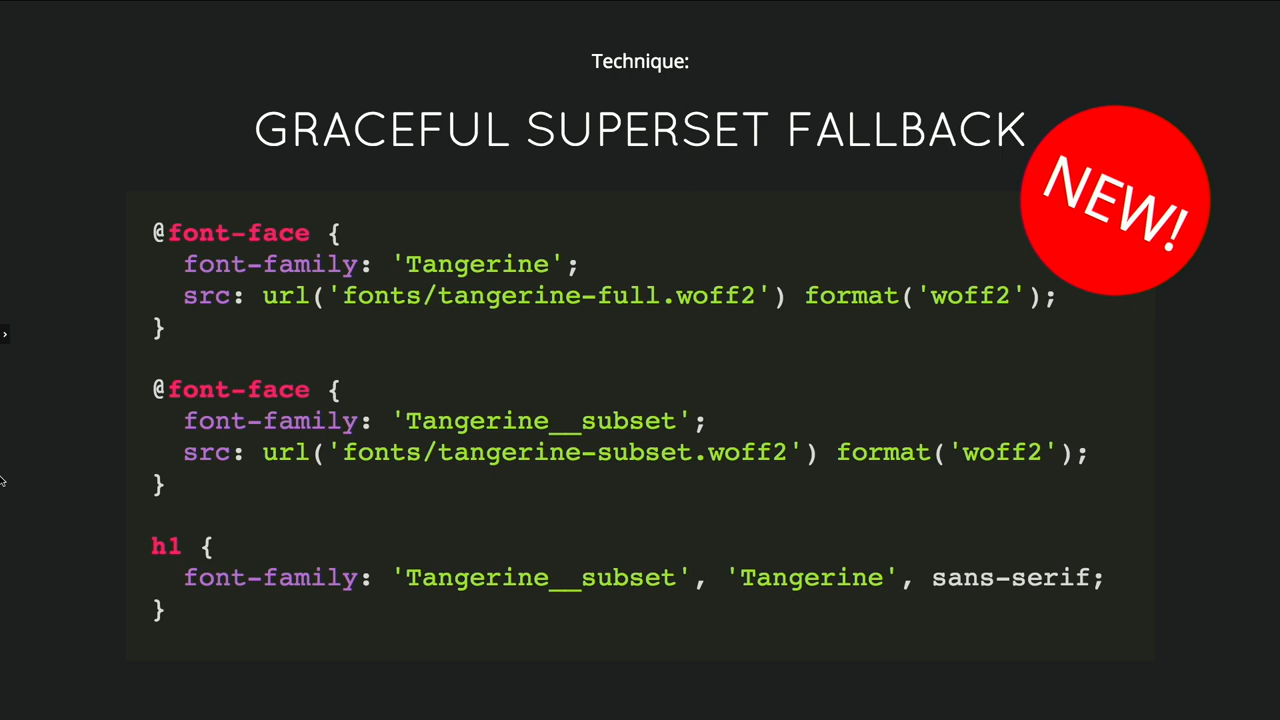 Technique:
GRACEFUL SUPERSET FALLBACK
NEW!
@font-face {
  font-family: 'Tangerine';
  src: url('fonts/tangerine-full.woff2') format('woff2');
}
@font-face {
  font-family: 'Tangerine__subset';
  src: url('fonts/tangerine-subset.woff2') format('woff2');
}
h1 {
  font-family: 'Tangerine__subset', 'Tangerine', sans-serif;
}